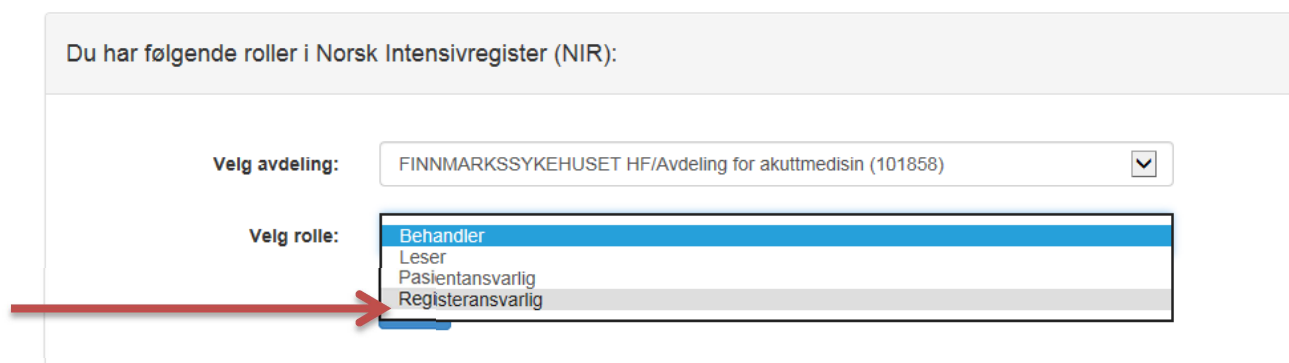 Du har følgende roller i Norsk Intensivregister (NIR):
Velg avdeling: FINNMARKSSYKEHUSET HF/Avdeling for akuttmedisin (101858)
Velg rolle: Behandler
Leser
Pasientansvarlig
Registeransvarlig